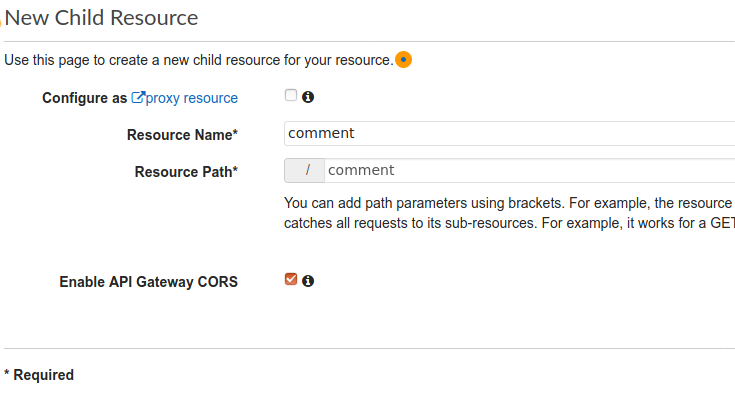 New Child Resource
Use this page to create a new child resource for your resource.
Configure as proxy resource
Resource Name* comment
Resource Path* / comment
You can add path parameters using brackets. For example, the resource
catches all requests to its sub-resources. For example, it works for a GET
Enable API Gateway CORS
* Required